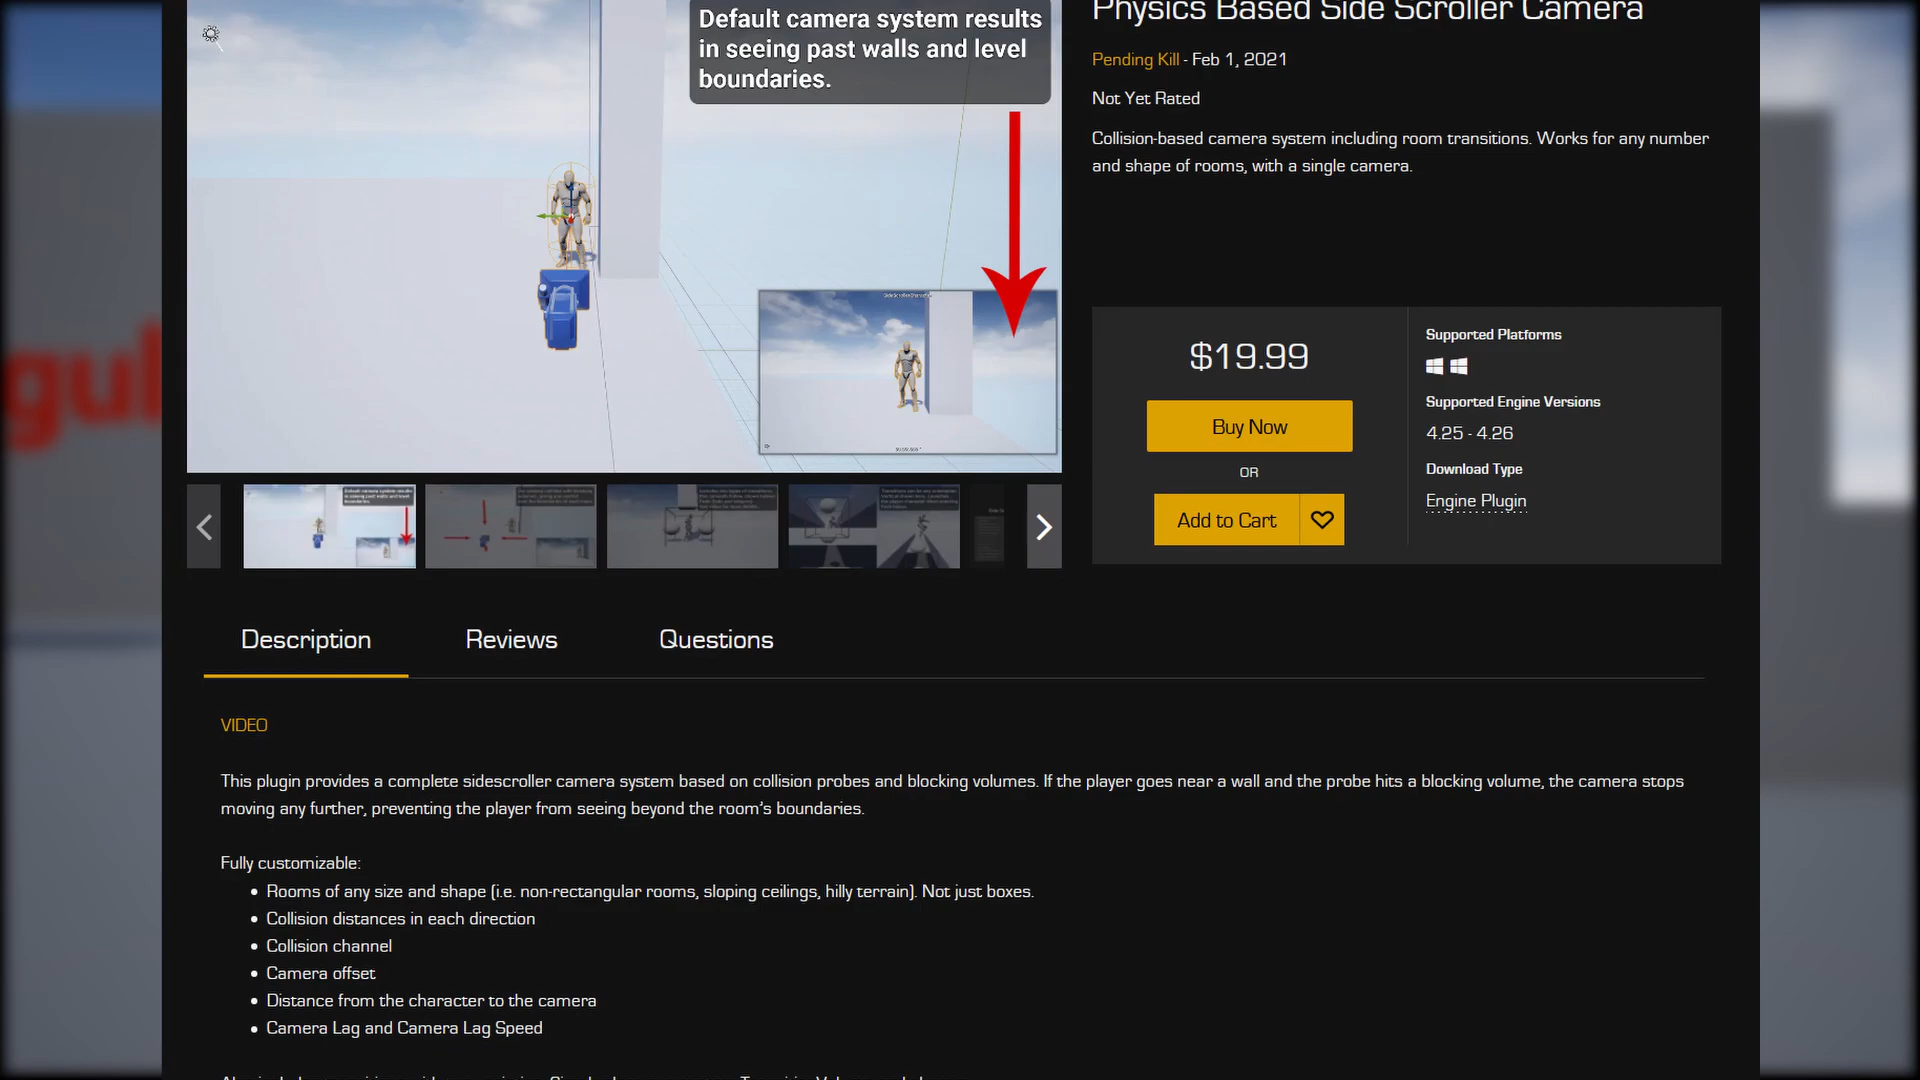 Physics Based Side Scroller Camera
Default camera system results
in seeing past walls and level
boundaries.
Pending Kill - Feb 1, 2021
Not Yet Rated
Collision-based camera system including room transitions. Works for any number
and shape of rooms, with a single camera.
$19.99
Buy Now
OR
Add to Cart
Supported Platforms
Supported Engine Versions
4.25 - 4.26
Download Type
Engine Plugin
gul
Description
Reviews
Questions
VIDEO
This plugin provides a complete sidescroller camera system based on collision probes and blocking volumes. If the player goes near a wall and the probe hits a blocking volume, the camera stops
moving any further, preventing the player from seeing beyond the room's boundaries.
Fully customizable:
• Rooms of any size and shape (i.e. non-rectangular rooms, sloping ceilings, hilly terrain). Not just boxes.
• Collision distances in each direction
• Collision channel
• Camera offset
• Distance from the character to the camera
• Camera Lag and Camera Lag Speed